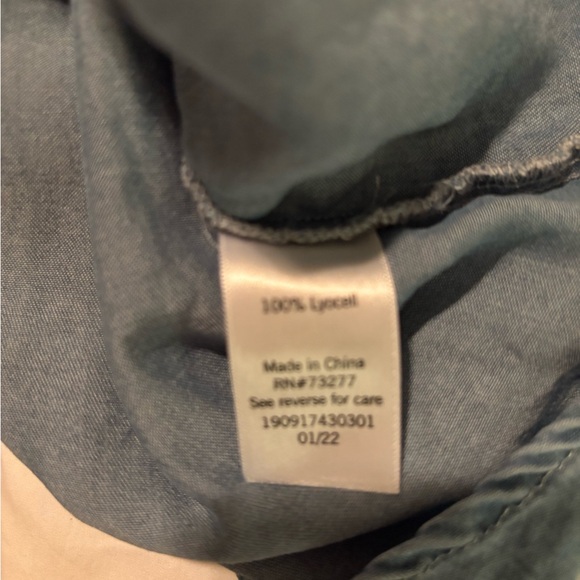 100% Lyocell
Made in China
RN#73277
See reverse for care
190917430301
01/22